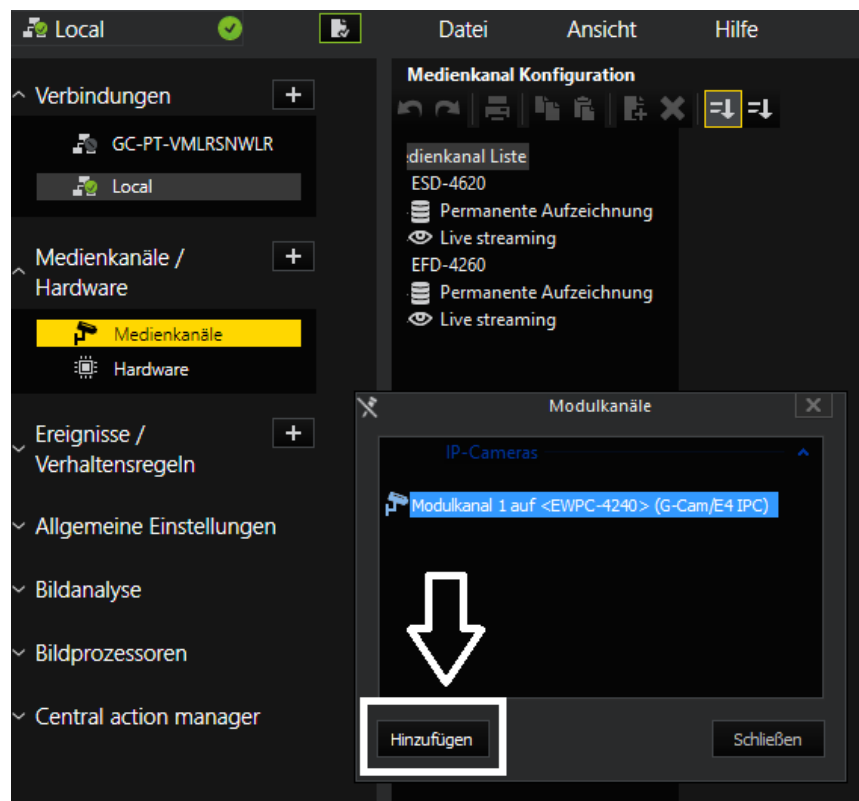 Local
Datei
Ansicht
Hilfe
Verbindungen
GC-PT-VMLRSNWLR
Local
Medienkanäle /
Hardware
Medienkanäle
Hardware
Ereignisse /
Verhaltensregeln
Allgemeine Einstellungen
Bildanalyse
Bildprozessoren
Central action manager
Medienkanal Konfiguration
dienkanal Liste
ESD-4620
Permanente Aufzeichnung
Live streaming
EFD-4260
Permanente Aufzeichnung
Live streaming
Modulkanäle
IP-Cameras
Modulkanal 1 auf <EWPC-4240> (G-Cam/E4 IPC)
Hinzufügen
Schließen